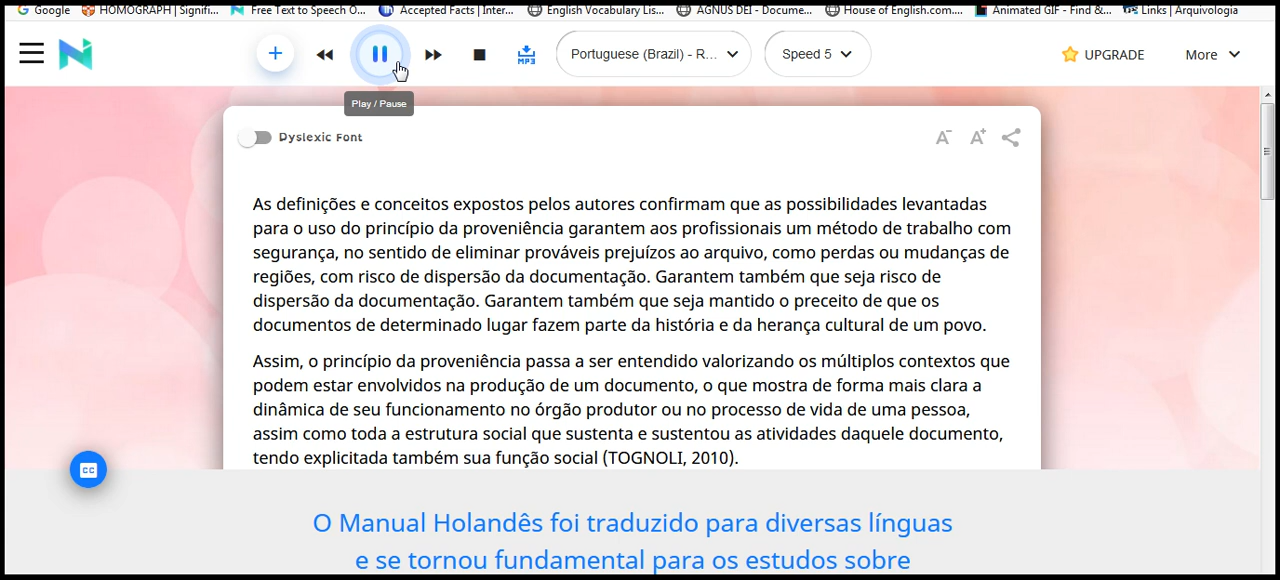 Google HOMOGRAPH | Signifi... Free Text to Speech O... Accepted Facts | Inter... English Vocabulary Lis... AGNUS DEI - Docume... House of English.com.... Animated GIF - Find &... Links | Arquivologia
MP3 Portuguese (Brazil) - R... Speed 5 UPGRADE More
Play / Pause
Dyslexic Font A- A+
As definições e conceitos expostos pelos autores confirmam que as possibilidades levantadas
para o uso do princípio da proveniência garantem aos profissionais um método de trabalho com
segurança, no sentido de eliminar prováveis prejuízos ao arquivo, como perdas ou mudanças de
regiões, com risco de dispersão da documentação. Garantem também que seja risco de
dispersão da documentação. Garantem também que seja mantido o preceito de que os
documentos de determinado lugar fazem parte da história e da herança cultural de um povo.
Assim, o princípio da proveniência passa a ser entendido valorizando os múltiplos contextos que
podem estar envolvidos na produção de um documento, o que mostra de forma mais clara a
dinâmica de seu funcionamento no órgão produtor ou no processo de vida de uma pessoa,
assim como toda a estrutura social que sustenta e sustentou as atividades daquele documento,
tendo explicitada também sua função social (TOGNOLI, 2010).
CC
O Manual Holandês foi traduzido para diversas línguas
e se tornou fundamental para os estudos sobre